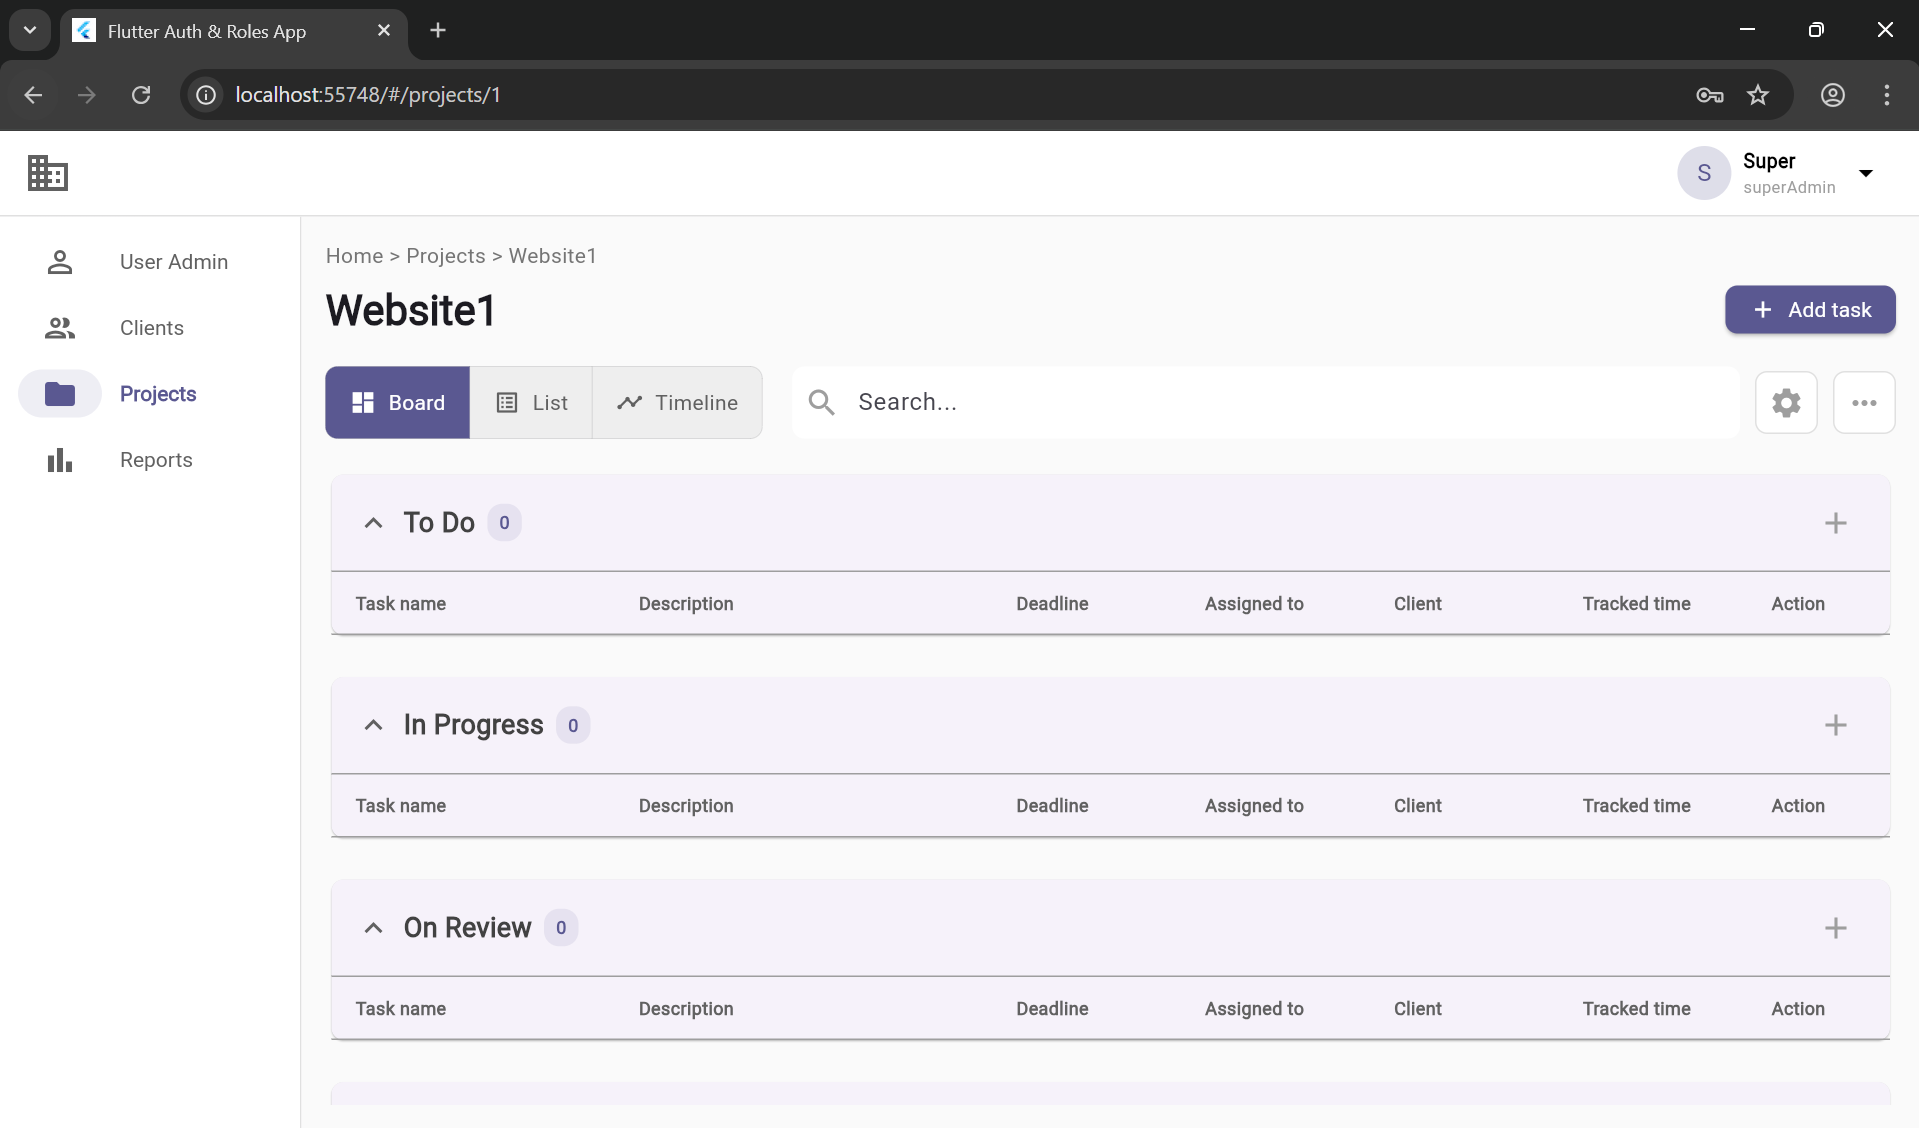 Flutter Auth & Roles App
localhost:55748/#/projects/1
S
Super
superAdmin
User Admin
Clients
Projects
Reports
Home > Projects > Website1
Website1
Add task
Board
List
Timeline
Search...
To Do 0
Task name Description Deadline Assigned to Client Tracked time Action
In Progress 0
Task name Description Deadline Assigned to Client Tracked time Action
On Review 0
Task name Description Deadline Assigned to Client Tracked time Action